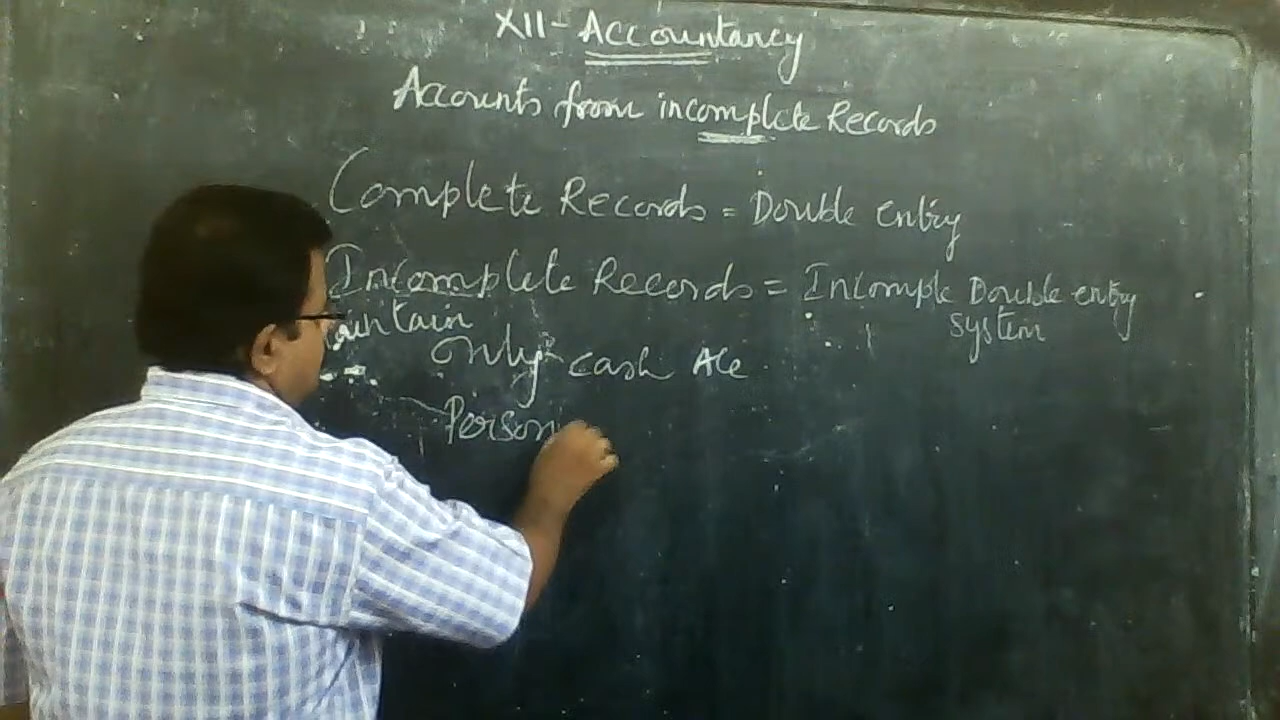 XII - Accountancy
Accounts from incomplete Records
Complete Records = Double entry
Incomplete Records = Incomple Double entry
system
aintain
only cash A/c
Person